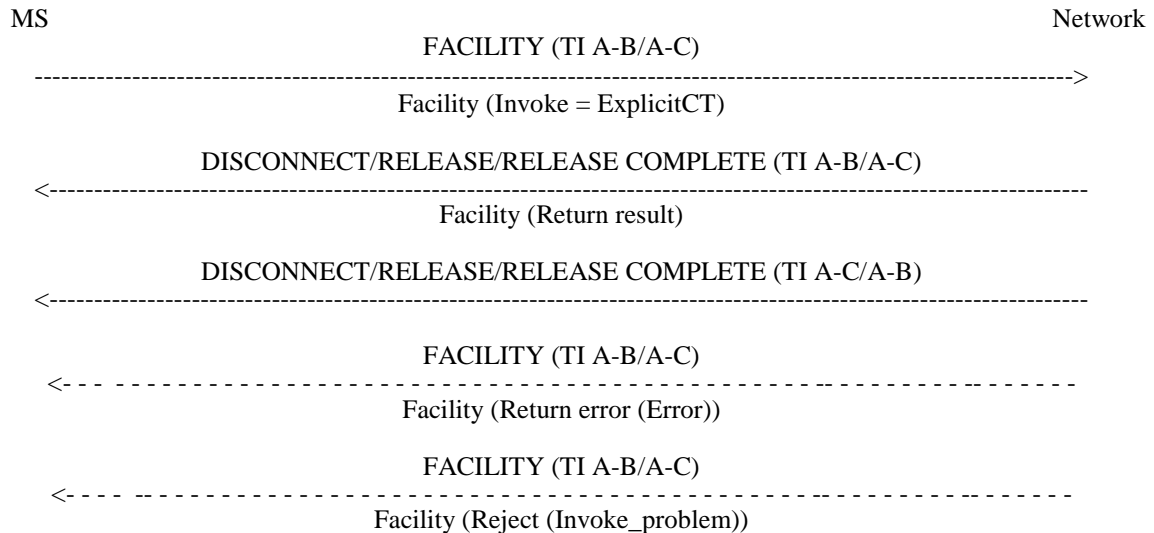 MS Network
FACILITY (TI A-B/A-C)
Facility (Invoke = ExplicitCT)
DISCONNECT/RELEASE/RELEASE COMPLETE (TI A-B/A-C)
Facility (Return result)
DISCONNECT/RELEASE/RELEASE COMPLETE (TI A-C/A-B)
FACILITY (TI A-B/A-C)
Facility (Return error (Error))
FACILITY (TI A-B/A-C)
Facility (Reject (Invoke_problem))